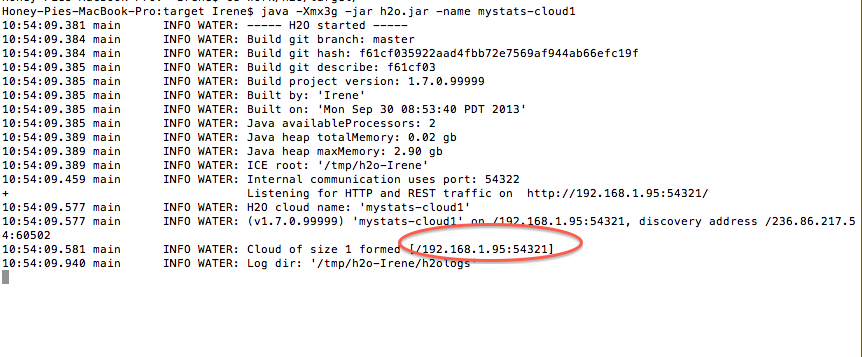 Honey-Pies-MacBook-Pro:target Irene$ java -Xmx3g -jar h2o.jar -name mystats-cloud1
10:54:09.381 main      INFO WATER: ----- H2O started -----
10:54:09.384 main      INFO WATER: Build git branch: master
10:54:09.384 main      INFO WATER: Build git hash: f61cf035922aad4fbb72e7569af944ab66efc19f
10:54:09.385 main      INFO WATER: Build git describe: f61cf03
10:54:09.385 main      INFO WATER: Build project version: 1.7.0.99999
10:54:09.385 main      INFO WATER: Built by: 'Irene'
10:54:09.385 main      INFO WATER: Built on: 'Mon Sep 30 08:53:40 PDT 2013'
10:54:09.385 main      INFO WATER: Java availableProcessors: 2
10:54:09.389 main      INFO WATER: Java heap totalMemory: 0.02 gb
10:54:09.389 main      INFO WATER: Java heap maxMemory: 2.90 gb
10:54:09.389 main      INFO WATER: ICE root: '/tmp/h2o-Irene'
10:54:09.459 main      INFO WATER: Internal communication uses port: 54322
+                                  Listening for HTTP and REST traffic on  http://192.168.1.95:54321/
10:54:09.577 main      INFO WATER: H2O cloud name: 'mystats-cloud1'
10:54:09.577 main      INFO WATER: (v1.7.0.99999) 'mystats-cloud1' on /192.168.1.95:54321, discovery address /236.86.217.5
4:60502
10:54:09.581 main      INFO WATER: Cloud of size 1 formed [/192.168.1.95:54321]
10:54:09.940 main      INFO WATER: Log dir: '/tmp/h2o-Irene/h2ologs'